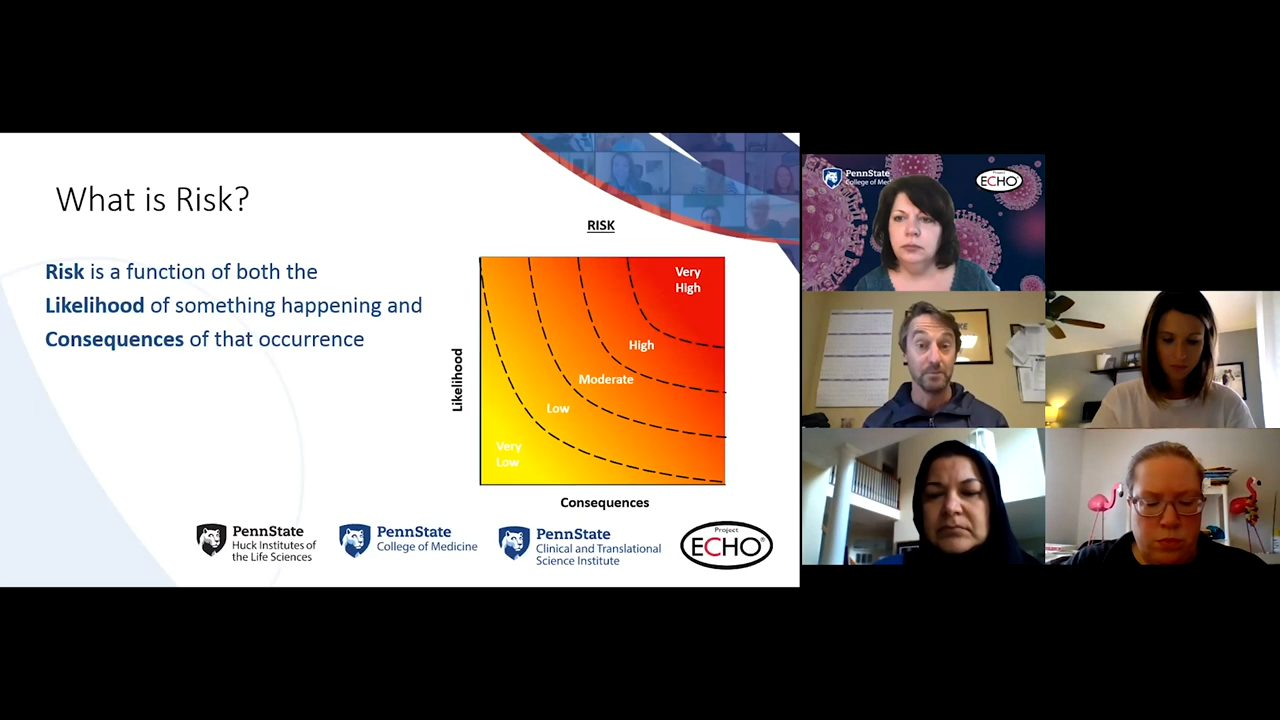 What is Risk?
Risk is a function of both the
Likelihood of something happening and
Consequences of that occurrence
RISK
Very
High
High
Moderate
Low
Very
Low
Likelihood
Consequences
PennState
Huck Institutes of
the Life Sciences
PennState
College of Medicine
PennState
Clinical and Translational
Science Institute
Project
ECHO®
PennState
College of Med
Project
ECHO